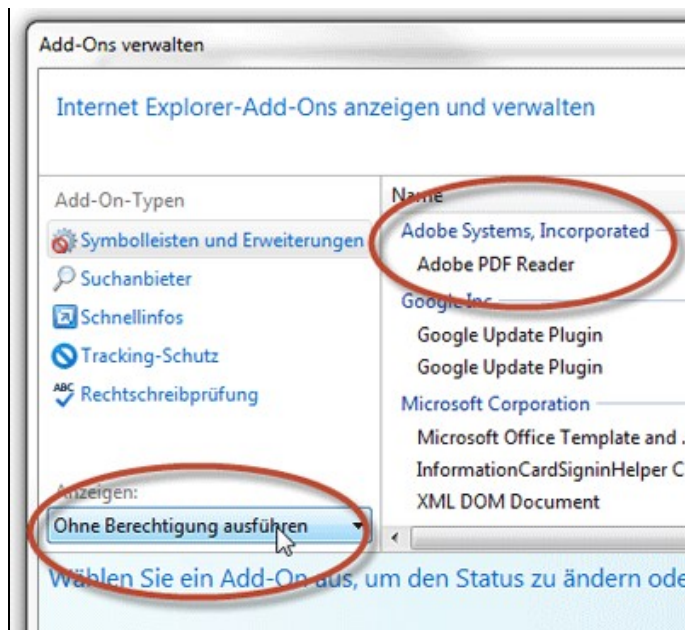 Add-Ons verwalten
Internet Explorer-Add-Ons anzeigen und verwalten
Add-On-Typen
Symbolleisten und Erweiterungen
Suchanbieter
Schnellinfos
Tracking-Schutz
ABC Rechtschreibprüfung
Anzeigen:
Ohne Berechtigung ausführen
Name
Adobe Systems, Incorporated
Adobe PDF Reader
Google Inc
Google Update Plugin
Google Update Plugin
Microsoft Corporation
Microsoft Office Template and
InformationCardSigninHelper C
XML DOM Document
Wählen Sie ein Add-On aus, um den Status zu ändern ode